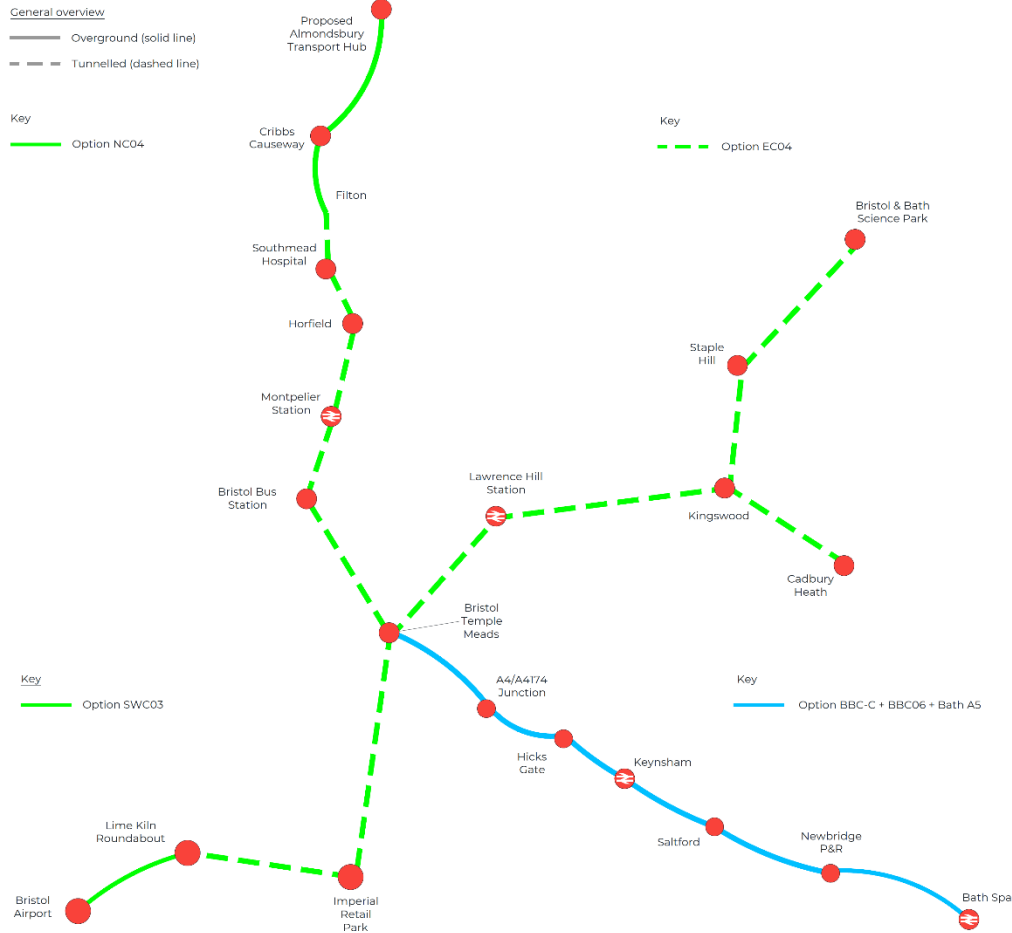 General overview
Overground (solid line)
Tunnelled (dashed line)
Key
Option NC04
Proposed
Almondsbury
Transport Hub
Cribbs
Causeway
Filton
Southmead
Hospital
Horfield
Montpelier
Station
Bristol Bus
Station
Key
Option EC04
Bristol & Bath
Science Park
Staple
Hill
Lawrence Hill
Station
Kingswood
Cadbury
Heath
Bristol
Temple
Meads
Key
Option SWC03
Lime Kiln
Roundabout
Bristol
Airport
Imperial
Retail
Park
Key
Option BBC-C + BBC06 + Bath A5
A4/A4174
Junction
Hicks
Gate
Keynsham
Saltford
Newbridge
P&R
Bath Spa